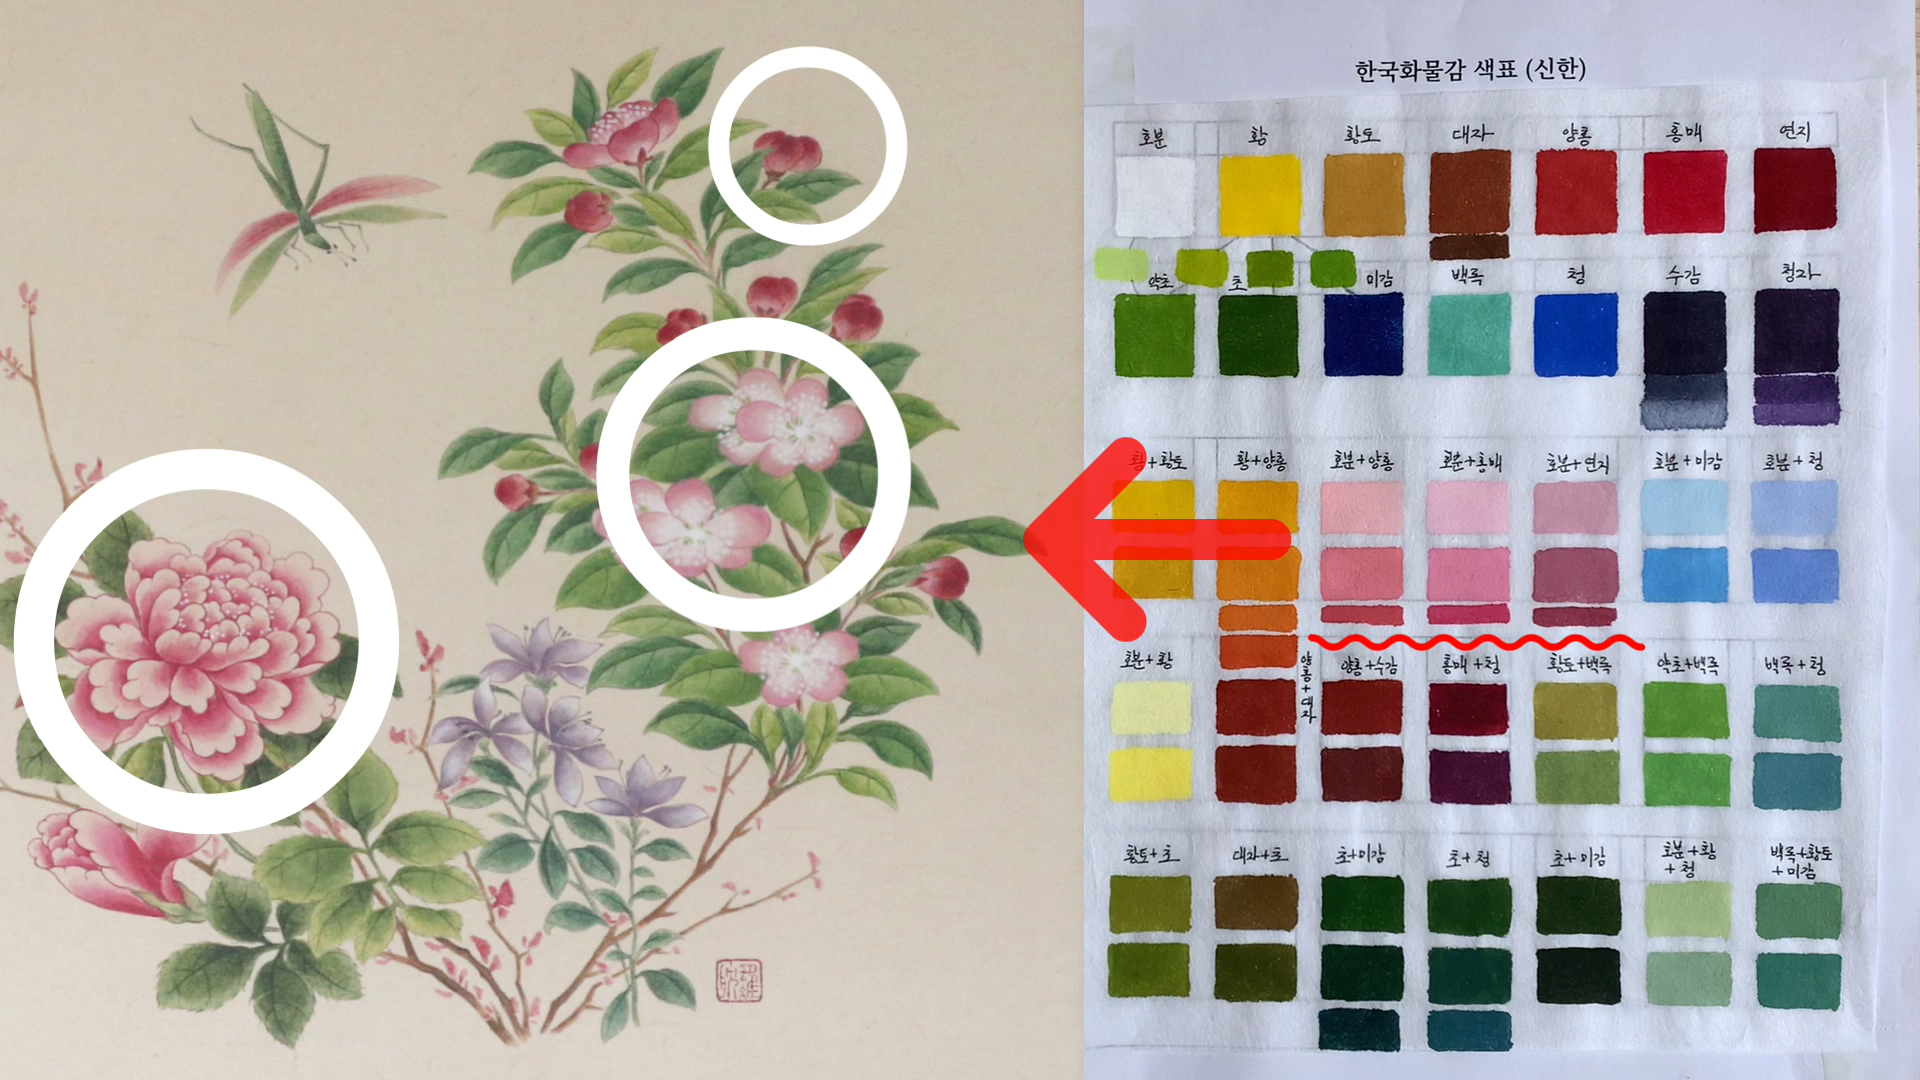 한국화물감 색표 (신한)
호분 황 황토 대자 양홍 홍매 연지
약초 초 미감 백록 청 수감 청자
황+황토 황+양홍 호분+양홍 호분+홍매 호분+연지 호분+미감 호분+청
호분+황 양홍+대자 양홍+수감 홍매+청 황토+백록 약초+백록 백록+청
황토+초 대자+초 초+미감 초+청 초+미감 호분+황+청 백록+황토+미감